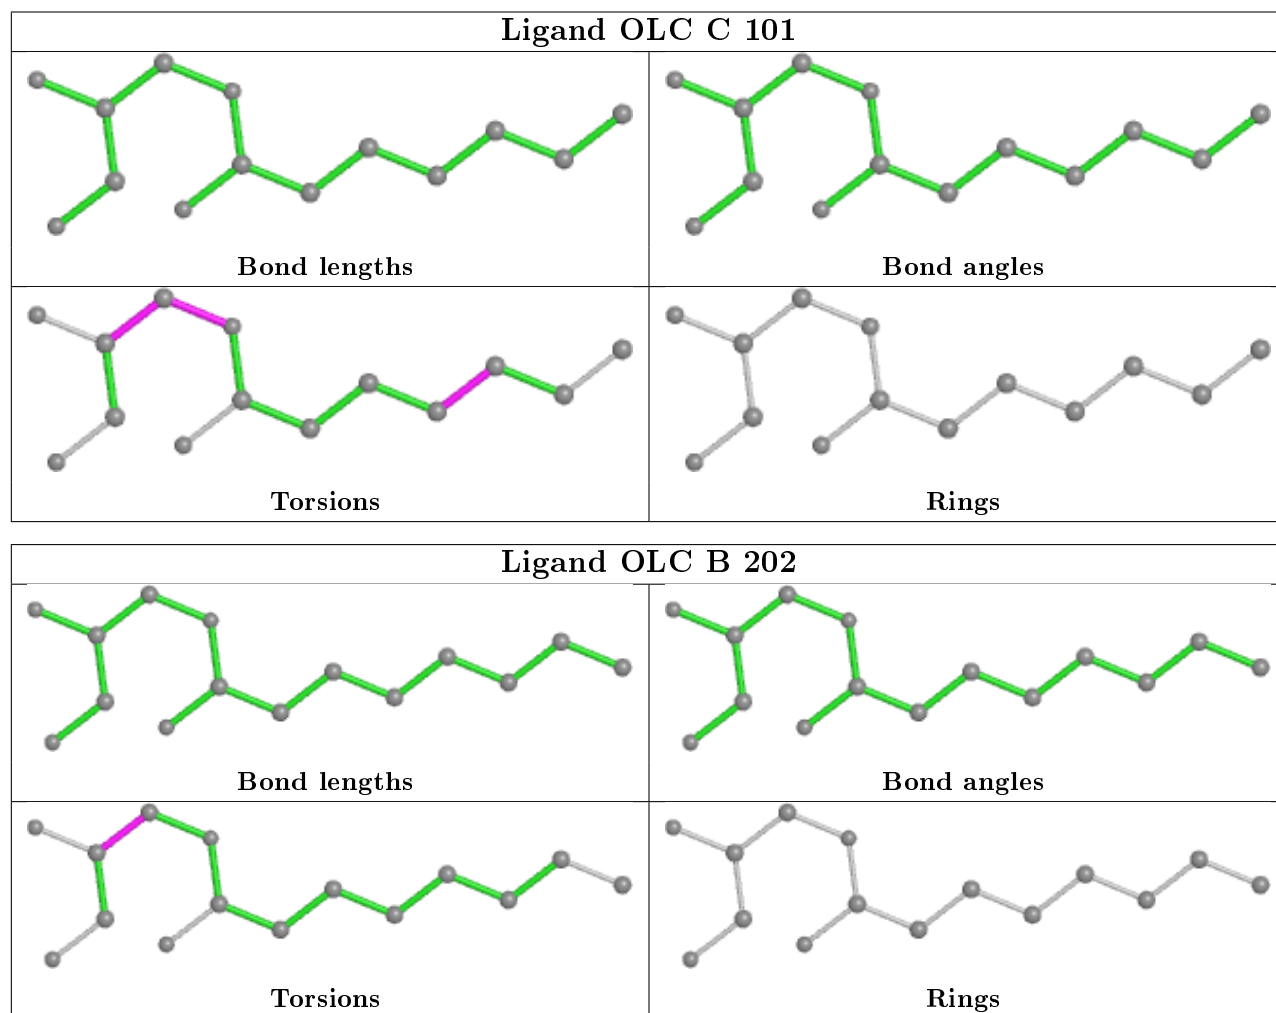 Ligand OLC C 101
Bond lengths
Bond angles
Torsions
Rings
Ligand OLC B 202
Bond lengths
Bond angles
Torsions
Rings